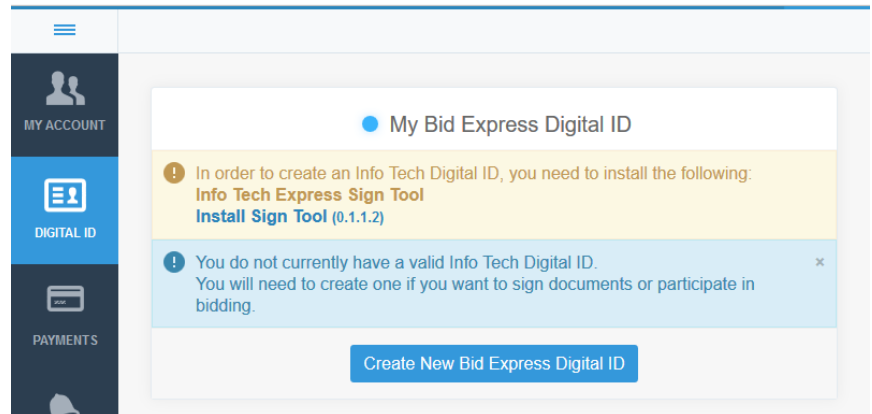 MY ACCOUNT
DIGITAL ID
PAYMENTS
My Bid Express Digital ID
In order to create an Info Tech Digital ID, you need to install the following:
Info Tech Express Sign Tool
Install Sign Tool (0.1.1.2)
You do not currently have a valid Info Tech Digital ID.
You will need to create one if you want to sign documents or participate in
bidding.
×
Create New Bid Express Digital ID